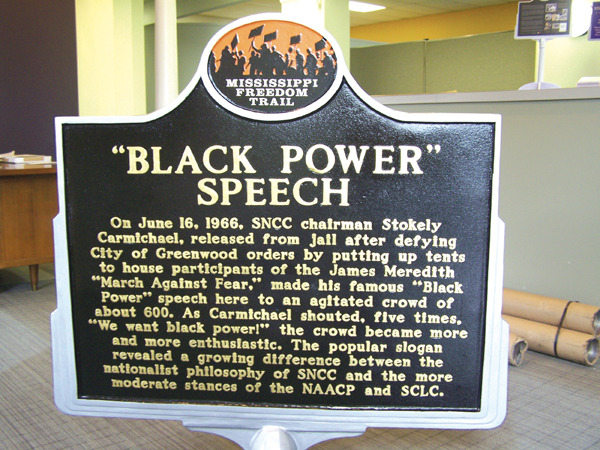 MISSISSIPPI
FREEDOM
TRAIL
“BLACK POWER”
SPEECH
On June 16, 1966, SNCC chairman Stokely
Carmichael, released from jail after defying
City of Greenwood orders by putting up tents
to house participants of the James Meredith
“March Against Fear,” made his famous “Black
Power” speech here to an agitated crowd of
about 600. As Carmichael shouted, five times,
“We want black power!” the crowd became more
and more enthusiastic. The popular slogan
revealed a growing difference between the
nationalist philosophy of SNCC and the more
moderate stances of the NAACP and SCLC.